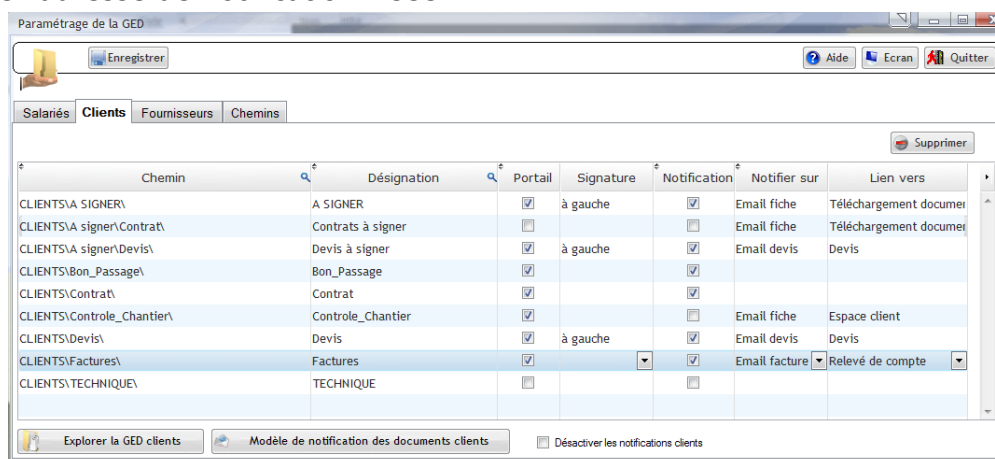 Paramétrage de la GED
Enregistrer Aide Ecran Quitter
Salariés Clients Fournisseurs Chemins
Supprimer
Chemin Désignation Portail Signature Notification Notifier sur Lien vers
CLIENTS\A SIGNER\ A SIGNER à gauche Email fiche Téléchargement documen
CLIENTS\A signer\Contrat\ Contrats à signer Email fiche Téléchargement documen
CLIENTS\A signer\Devis\ Devis à signer à gauche Email devis Devis
CLIENTS\Bon_Passage\ Bon_Passage
CLIENTS\Contrat\ Contrat
CLIENTS\Controle_Chantier\ Controle_Chantier Email fiche Espace client
CLIENTS\Devis\ Devis à gauche Email devis Devis
CLIENTS\Factures\ Factures Email facture Relevé de compte
CLIENTS\TECHNIQUE\ TECHNIQUE
Explorer la GED clients Modèle de notification des documents clients Désactiver les notifications clients